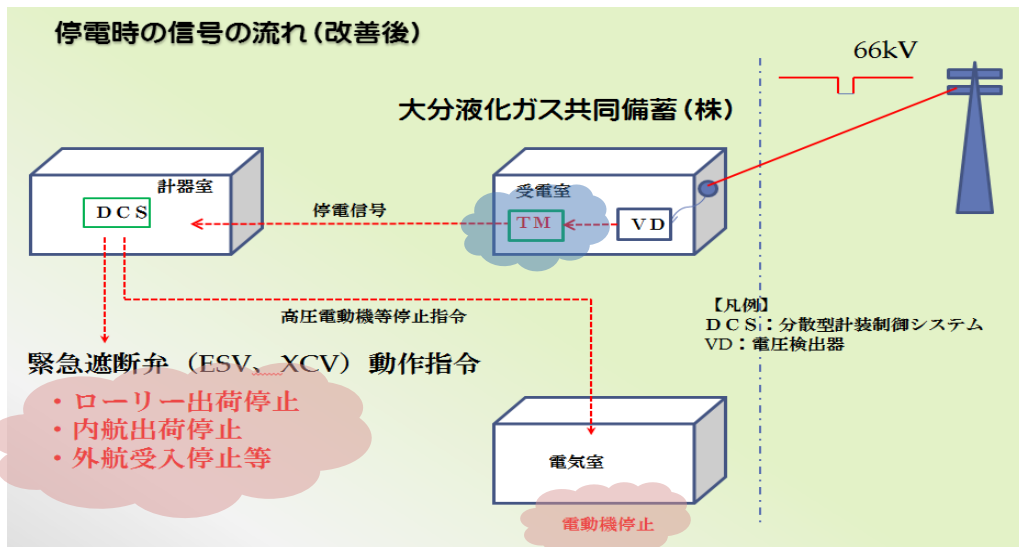 停電時の信号の流れ（改善後）
66kV
大分液化ガス共同備蓄（株）
計器室
ＤＣＳ
停電信号
受電室
TM
ＶＤ
高圧電動機等停止指令
【凡例】
ＤＣＳ：分散型計装制御システム
VD：電圧検出器
緊急遮断弁（ESV、XCV）動作指令
・ローリー出荷停止
・内航出荷停止
・外航受入停止等
電気室
電動機停止